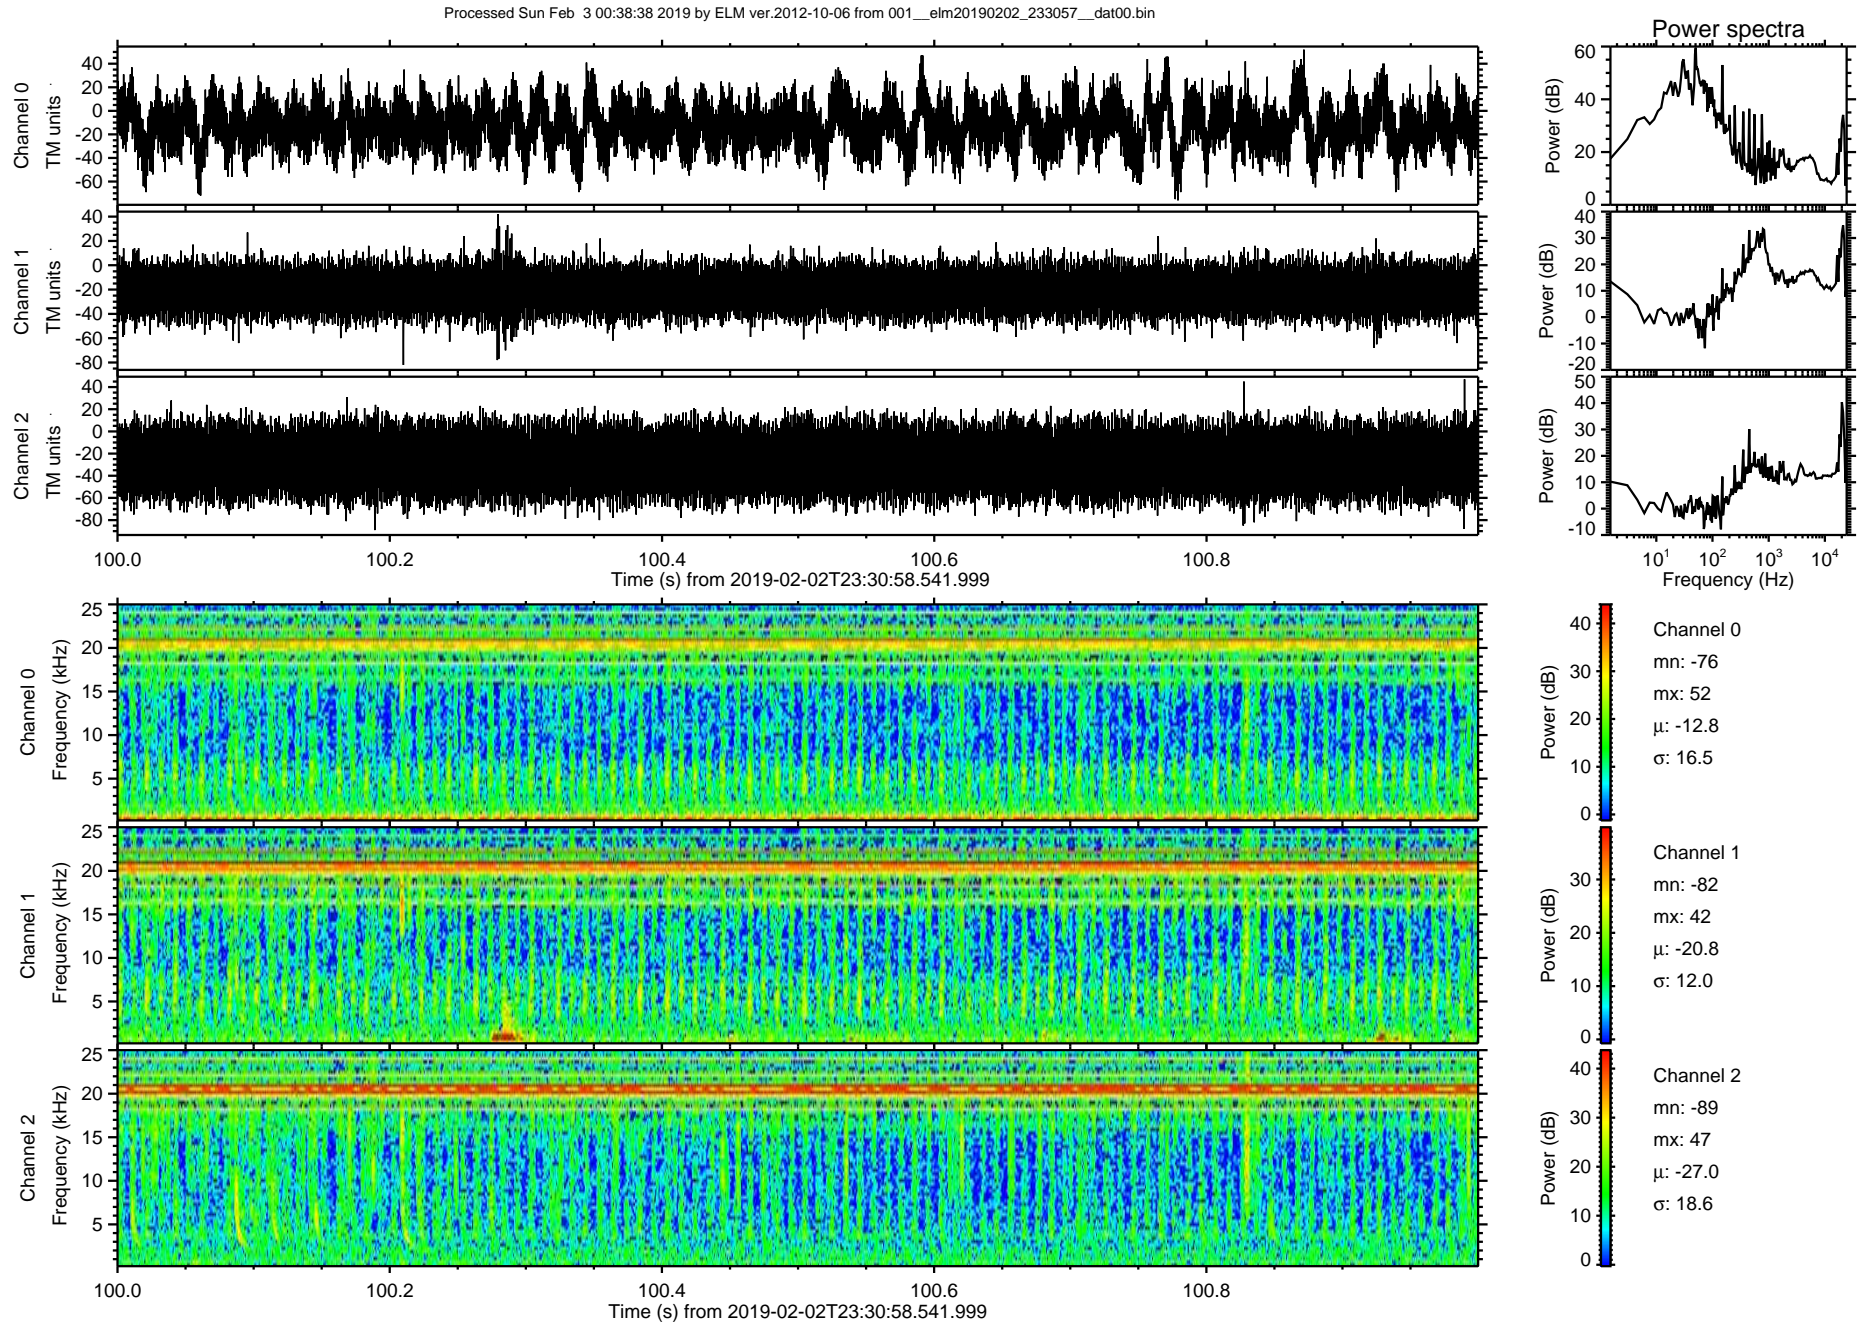 Processed Sun Feb  3 00:38:38 2019 by ELM ver.2012-10-06 from 001__elm20190202_233057__dat00.bin
Power spectra
Channel 0
TM units
40
20
0
-20
-40
-60
Power (dB)
60
40
20
0
Channel 1
TM units
40
20
0
-20
-40
-60
-80
Power (dB)
40
30
20
10
0
-10
-20
Channel 2
TM units
40
20
0
-20
-40
-60
-80
Power (dB)
50
40
30
20
10
0
-10
100.0 100.2 100.4 100.6 100.8
Time (s) from 2019-02-02T23:30:58.541.999
10^1 10^2 10^3 10^4
Frequency (Hz)
Channel 0
Frequency (kHz)
25
20
15
10
5
Power (dB)
40
30
20
10
0
Channel 0
mn: -76
mx: 52
μ: -12.8
σ: 16.5
Channel 1
Frequency (kHz)
25
20
15
10
5
Power (dB)
30
20
10
0
Channel 1
mn: -82
mx: 42
μ: -20.8
σ: 12.0
Channel 2
Frequency (kHz)
25
20
15
10
5
Power (dB)
40
30
20
10
0
Channel 2
mn: -89
mx: 47
μ: -27.0
σ: 18.6
100.0 100.2 100.4 100.6 100.8
Time (s) from 2019-02-02T23:30:58.541.999